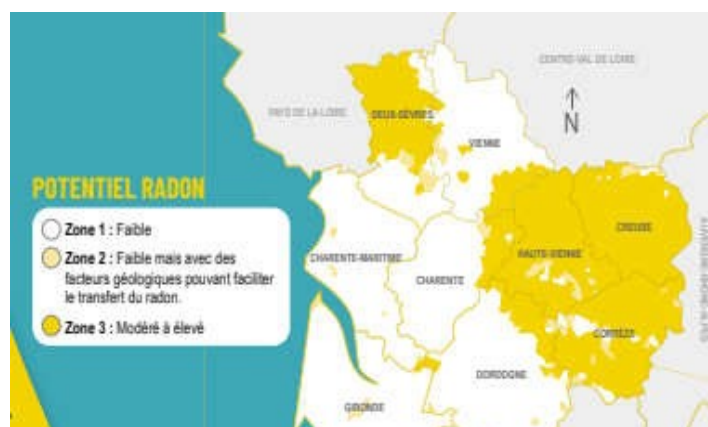 CENTRE-VAL DE LOIRE
PAYS DE LA LOIRE
DEUX-SÈVRES
N
VIENNE
POTENTIEL RADON
Zone 1 : Faible
Zone 2 : Faible mais avec des
facteurs géologiques pouvant faciliter
le transfert du radon.
Zone 3 : Modéré à élevé
CREUSE
HAUTE-VIENNE
CHARENTE-MARITIME
CHARENTE
CORRÈZE
DORDOGNE
GIRONDE